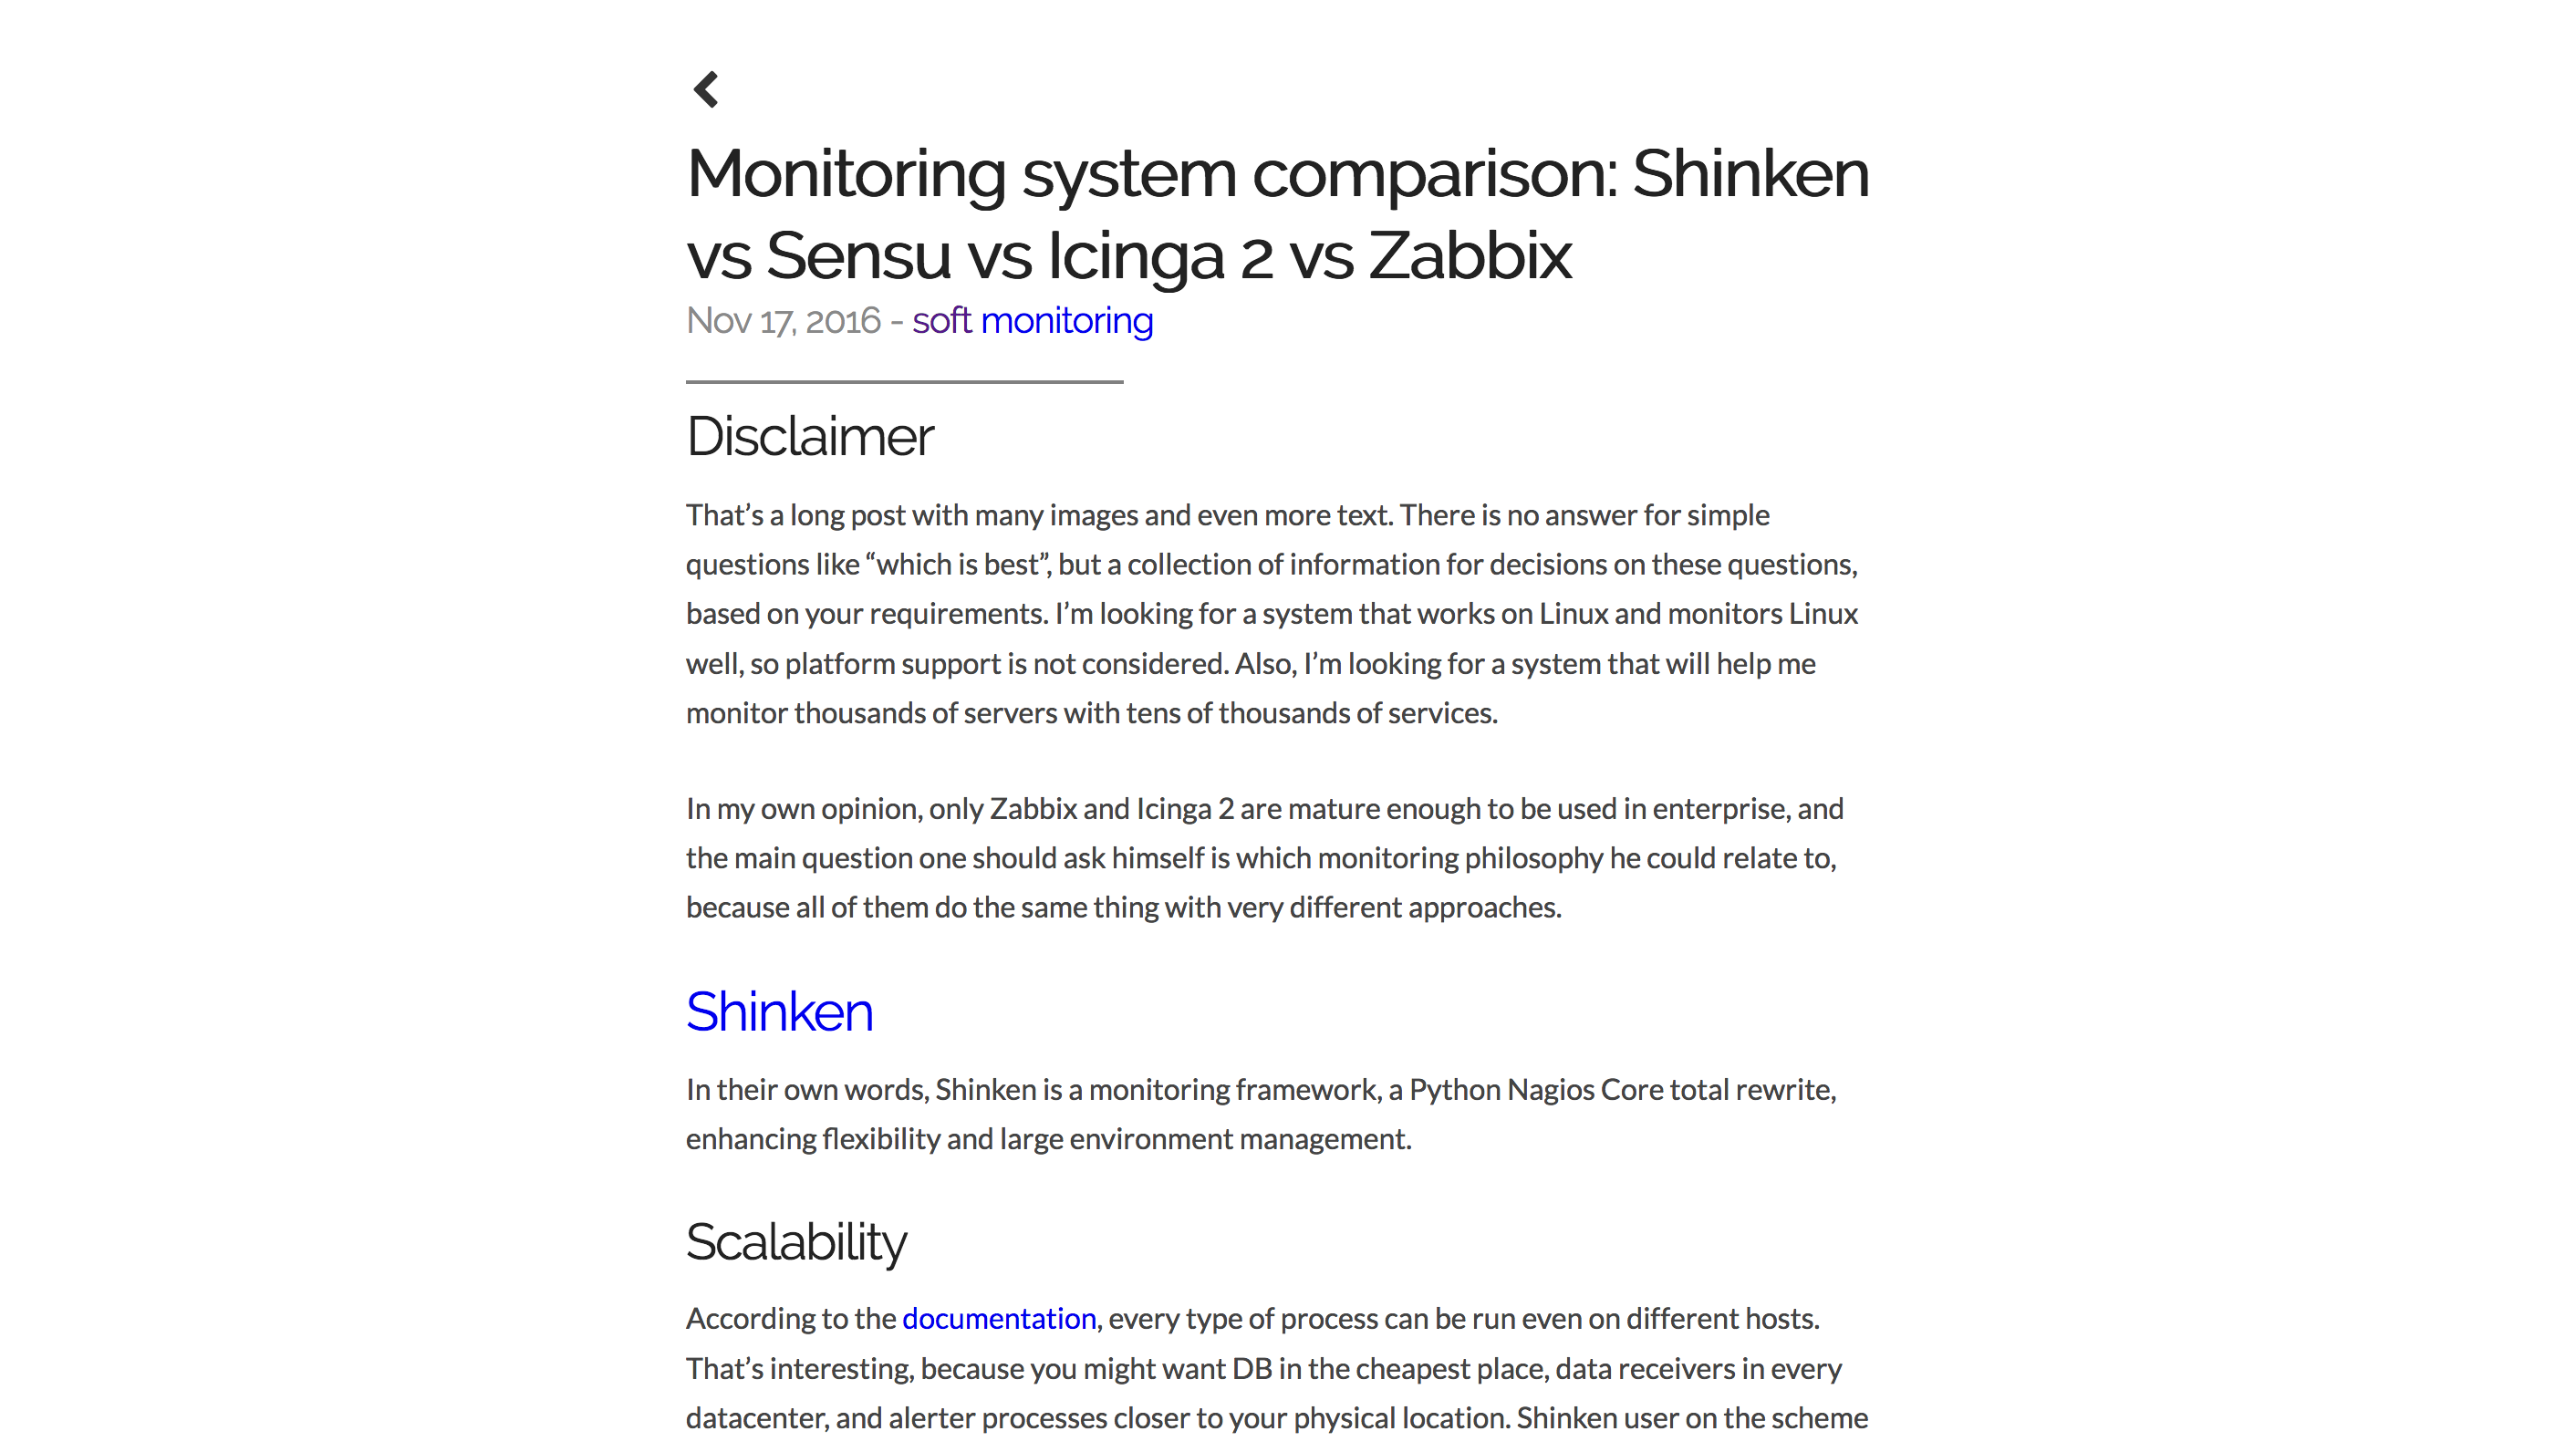 Monitoring system comparison: Shinken
vs Sensu vs Icinga 2 vs Zabbix
Nov 17, 2016 - soft monitoring
Disclaimer
That’s a long post with many images and even more text. There is no answer for simple
questions like “which is best”, but a collection of information for decisions on these questions,
based on your requirements. I’m looking for a system that works on Linux and monitors Linux
well, so platform support is not considered. Also, I’m looking for a system that will help me
monitor thousands of servers with tens of thousands of services.
In my own opinion, only Zabbix and Icinga 2 are mature enough to be used in enterprise, and
the main question one should ask himself is which monitoring philosophy he could relate to,
because all of them do the same thing with very different approaches.
Shinken
In their own words, Shinken is a monitoring framework, a Python Nagios Core total rewrite,
enhancing flexibility and large environment management.
Scalability
According to the documentation, every type of process can be run even on different hosts.
That’s interesting, because you might want DB in the cheapest place, data receivers in every
datacenter, and alerter processes closer to your physical location. Shinken user on the scheme